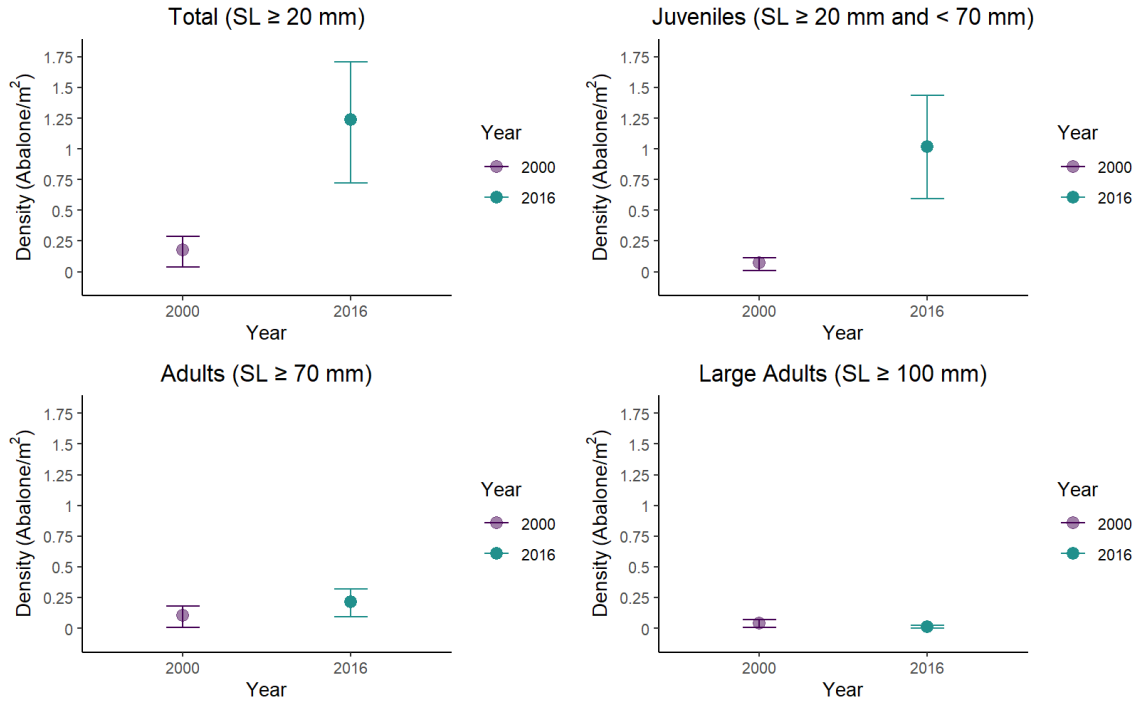 Total (SL ≥ 20 mm)
Density (Abalone/m²)
1.75
1.5
1.25
1
0.75
0.5
0.25
0
2000 2016
Year
Year
2000
2016
Juveniles (SL ≥ 20 mm and < 70 mm)
Density (Abalone/m²)
1.75
1.5
1.25
1
0.75
0.5
0.25
0
2000 2016
Year
Year
2000
2016
Adults (SL ≥ 70 mm)
Density (Abalone/m²)
1.75
1.5
1.25
1
0.75
0.5
0.25
0
2000 2016
Year
Year
2000
2016
Large Adults (SL ≥ 100 mm)
Density (Abalone/m²)
1.75
1.5
1.25
1
0.75
0.5
0.25
0
2000 2016
Year
Year
2000
2016